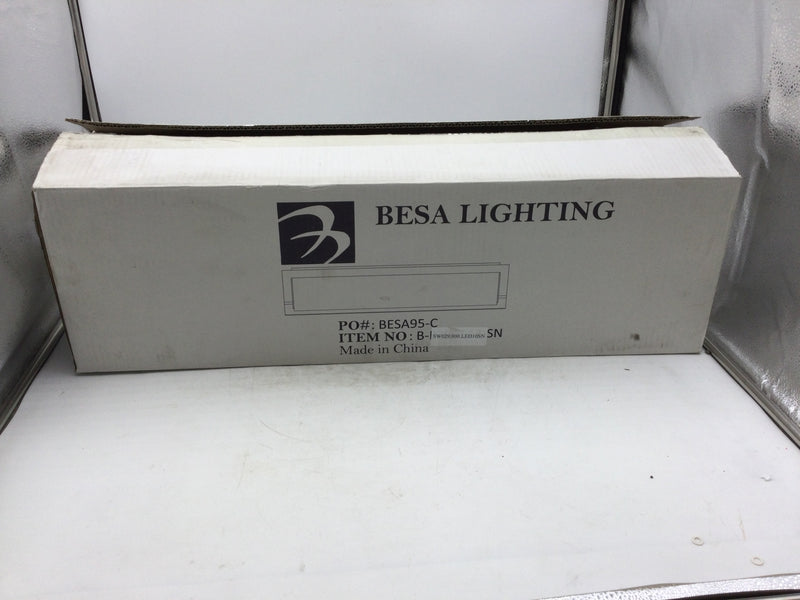 BESA LIGHTING
PO#: BESA95-C
ITEM NO: B- SN
Made in China